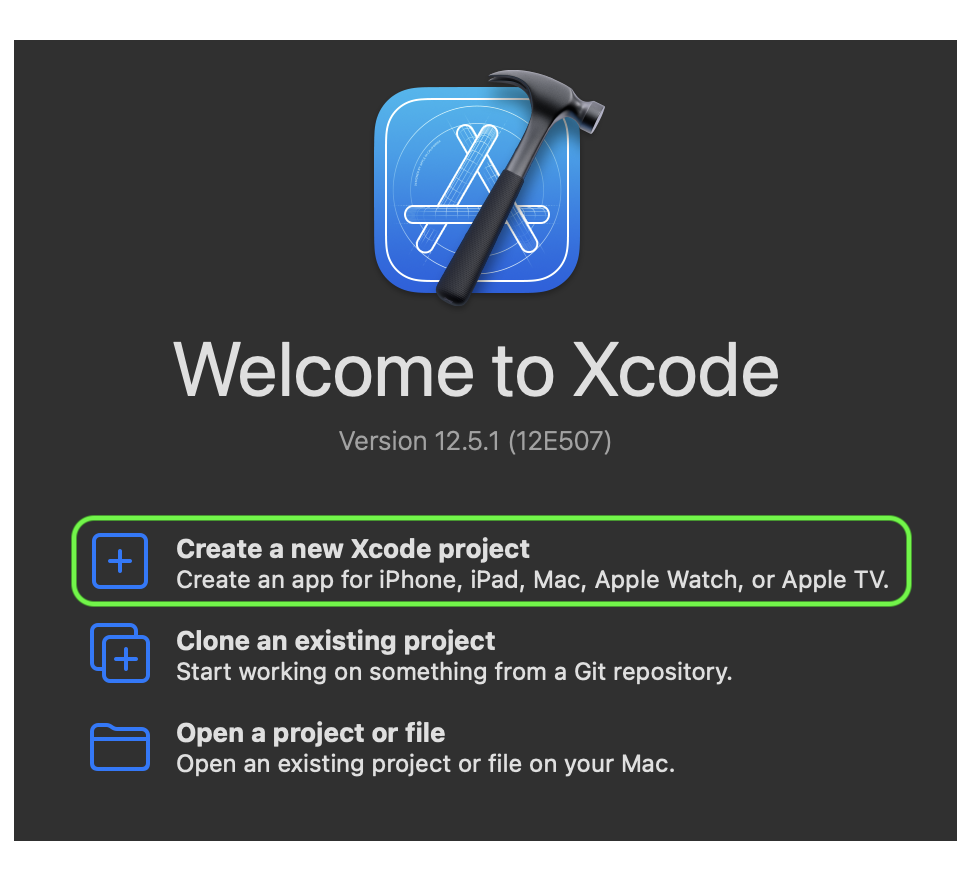 Welcome to Xcode
Version 12.5.1 (12E507)
Create a new Xcode project
Create an app for iPhone, iPad, Mac, Apple Watch, or Apple TV.
Clone an existing project
Start working on something from a Git repository.
Open a project or file
Open an existing project or file on your Mac.